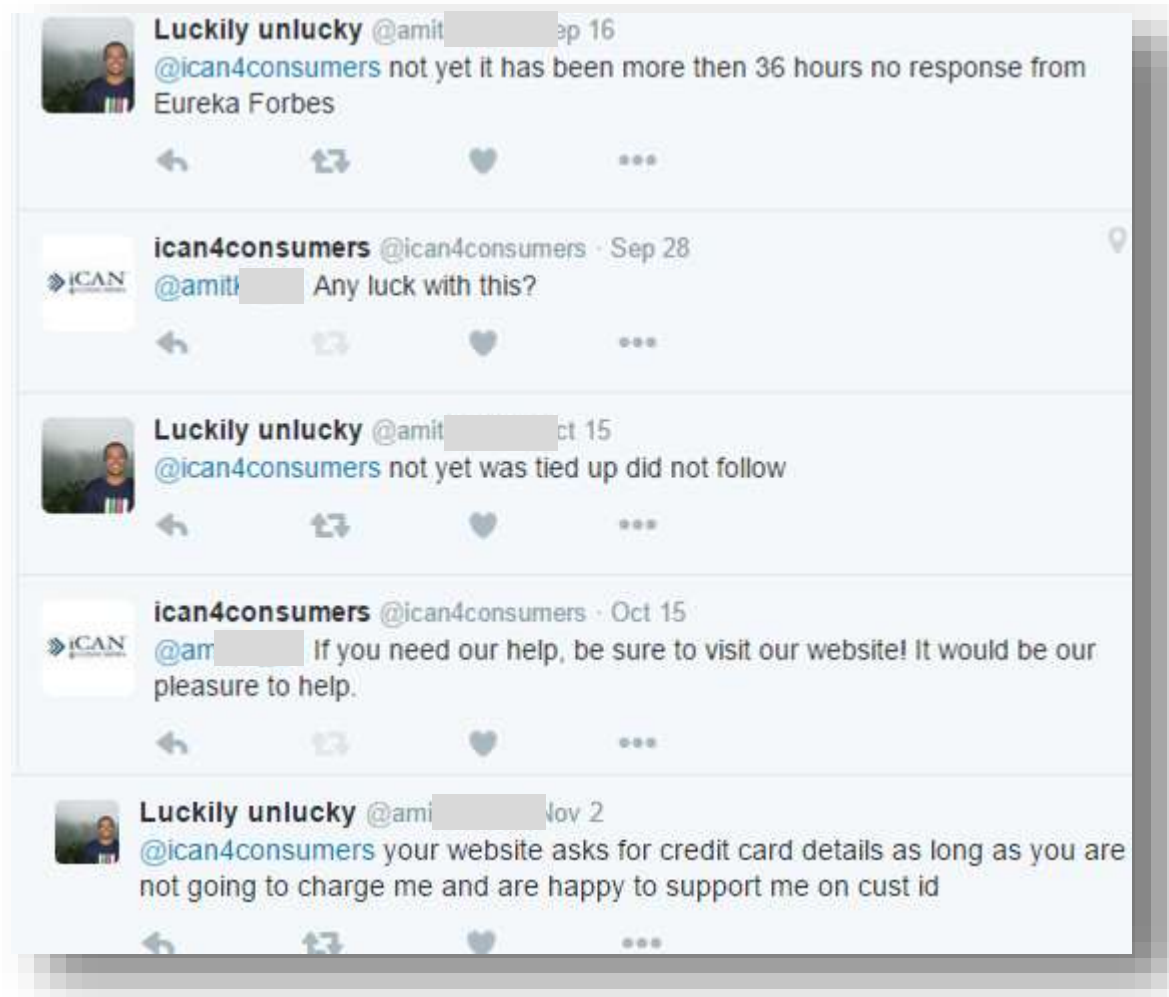 Luckily unlucky @amit ep 16
@ican4consumers not yet it has been more then 36 hours no response from
Eureka Forbes
ican4consumers @ican4consumers · Sep 28
iCAN
@amitk Any luck with this?
Luckily unlucky @amit ct 15
@ican4consumers not yet was tied up did not follow
ican4consumers @ican4consumers · Oct 15
iCAN
@am If you need our help, be sure to visit our website! It would be our
pleasure to help.
Luckily unlucky @ami Nov 2
@ican4consumers your website asks for credit card details as long as you are
not going to charge me and are happy to support me on cust id